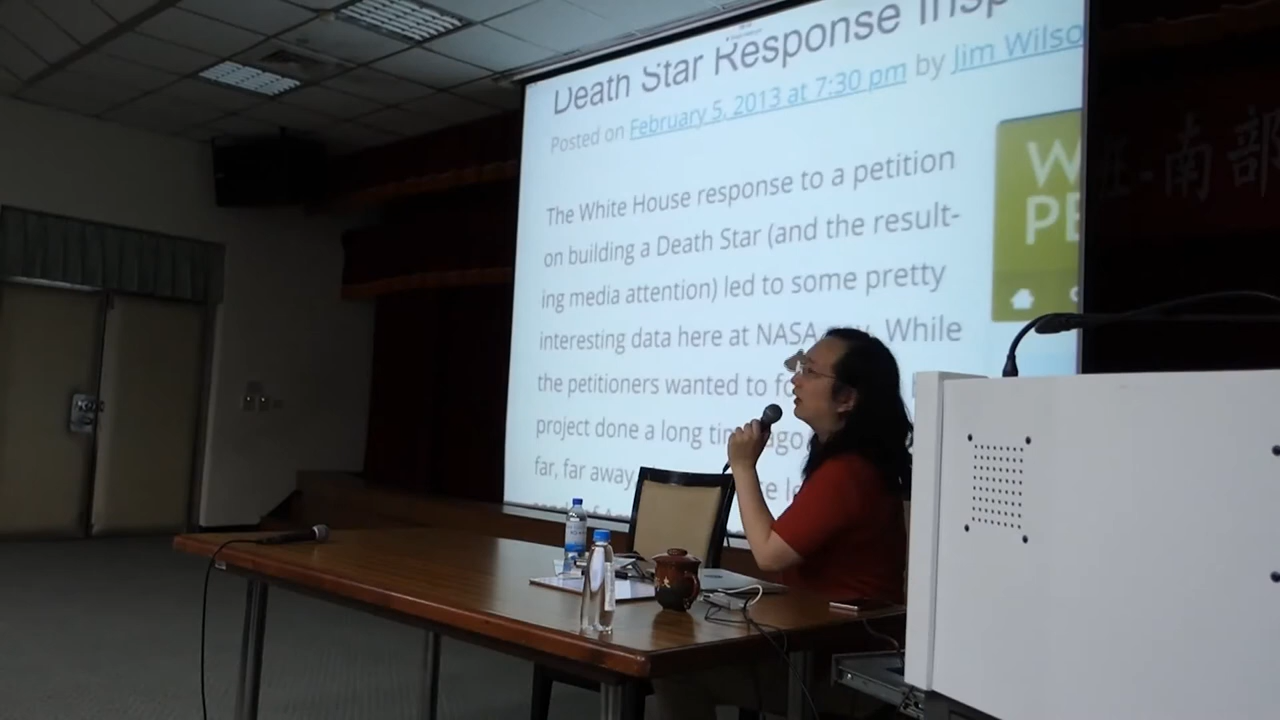 Death Star Response Insp
Posted on February 5, 2013 at 7:30 pm by Jim Wilso
The White House response to a petition
on building a Death Star (and the result-
ing media attention) led to some pretty
interesting data here at NASA While
the petitioners wanted to fo
project done a long ago
far, far away
W
PE
南部